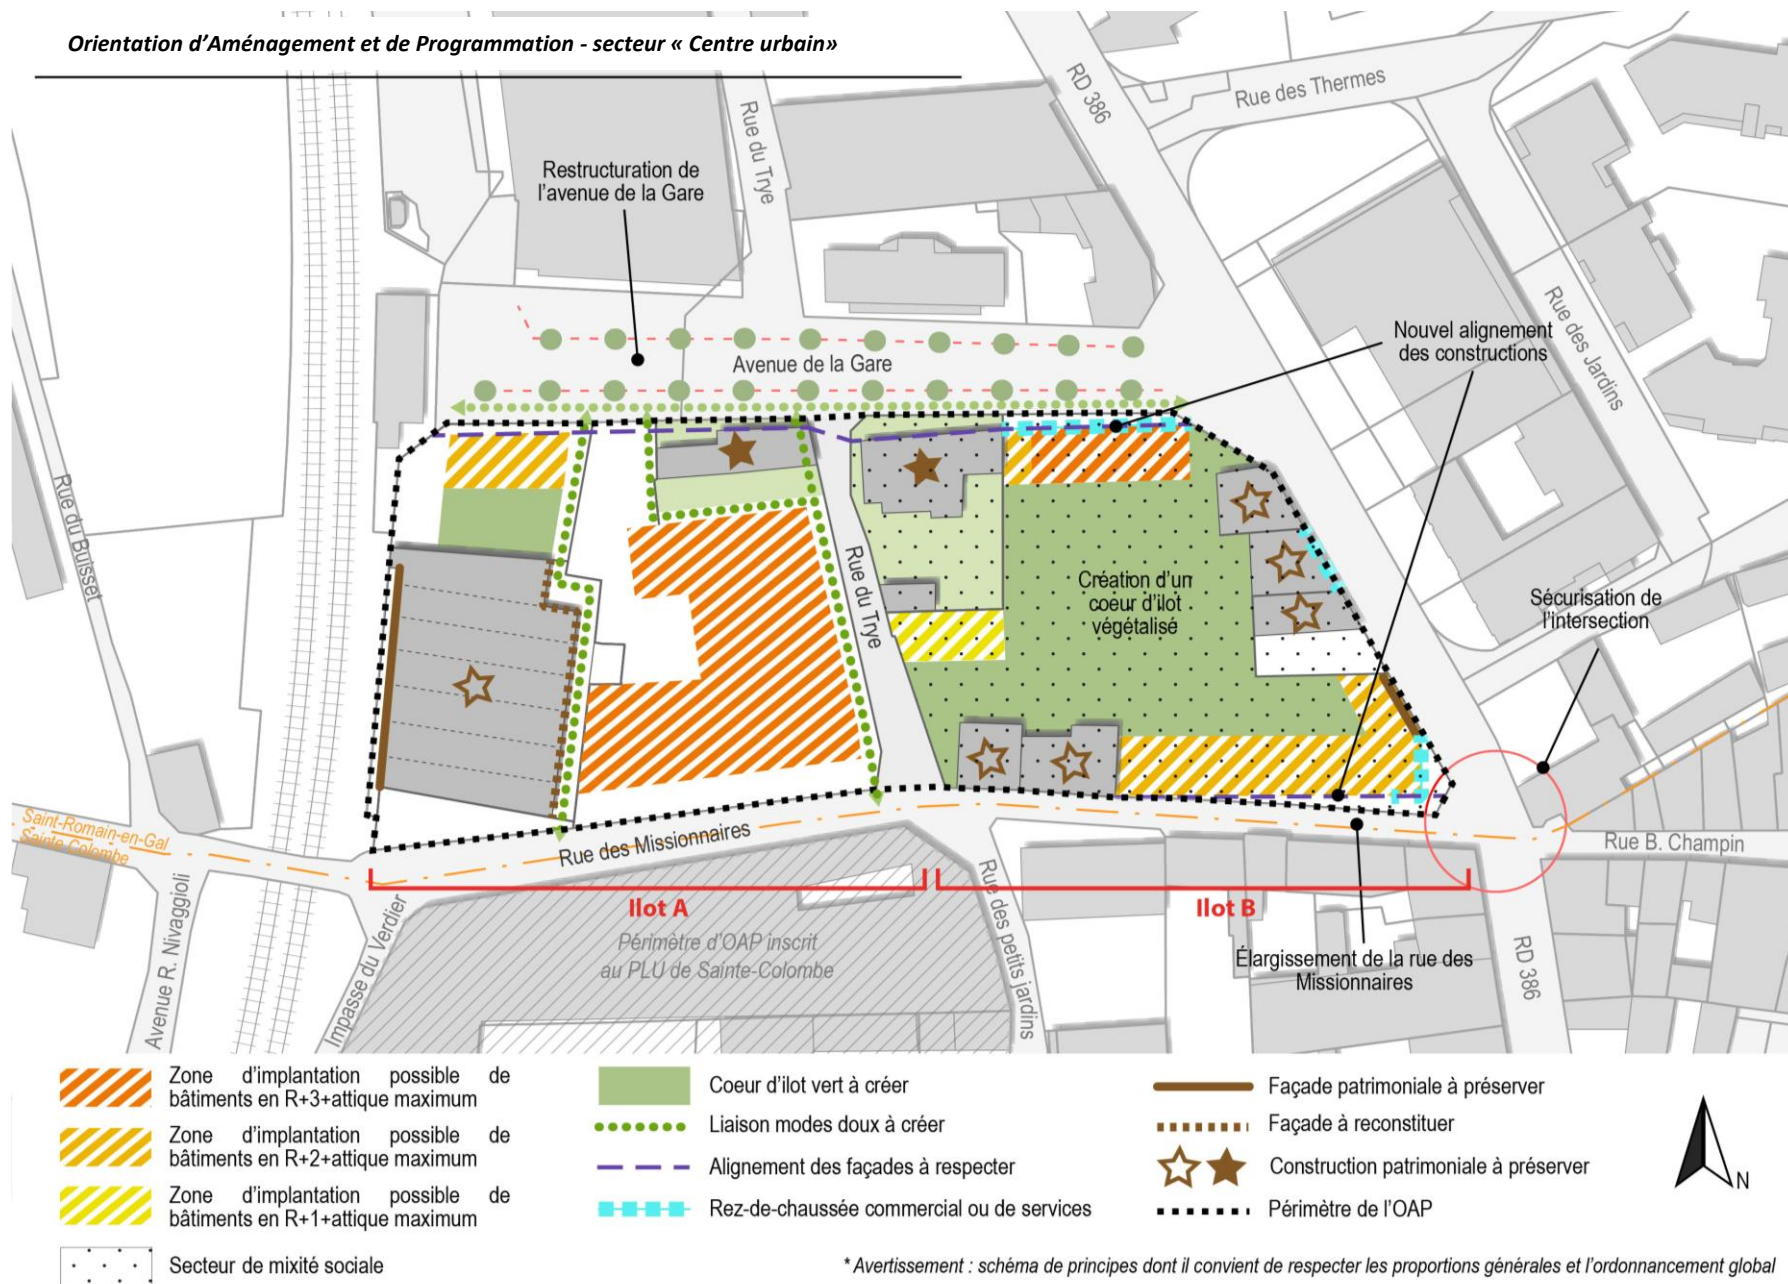 Orientation d'Aménagement et de Programmation - secteur « Centre urbain»
RD 386
Rue des Thermes
Rue du Trye
Restructuration de
l'avenue de la Gare
Rue des Jardins
Nouvel alignement
des constructions
Avenue de la Gare
Rue du Buisset
Rue du Trye
Création d'un
coeur d'ilot
végétalisé
Sécurisation de
l'intersection
Saint-Romain-en-Gal
Sainte Colombe
Rue des Missionnaires
Rue B. Champin
Ilot A
Ilot B
Avenue R. Nivaggioli
Impasse du Verdier
Périmètre d'OAP inscrit
au PLU de Sainte-Colombe
Rue des petits jardins
Élargissement de la rue des
Missionnaires
RD 386
Zone d'implantation possible de
bâtiments en R+3+attique maximum
Zone d'implantation possible de
bâtiments en R+2+attique maximum
Zone d'implantation possible de
bâtiments en R+1+attique maximum
Secteur de mixité sociale
Coeur d'ilot vert à créer
Liaison modes doux à créer
Alignement des façades à respecter
Rez-de-chaussée commercial ou de services
Façade patrimoniale à préserver
Façade à reconstituer
Construction patrimoniale à préserver
Périmètre de l'OAP
N
* Avertissement : schéma de principes dont il convient de respecter les proportions générales et l'ordonnancement global